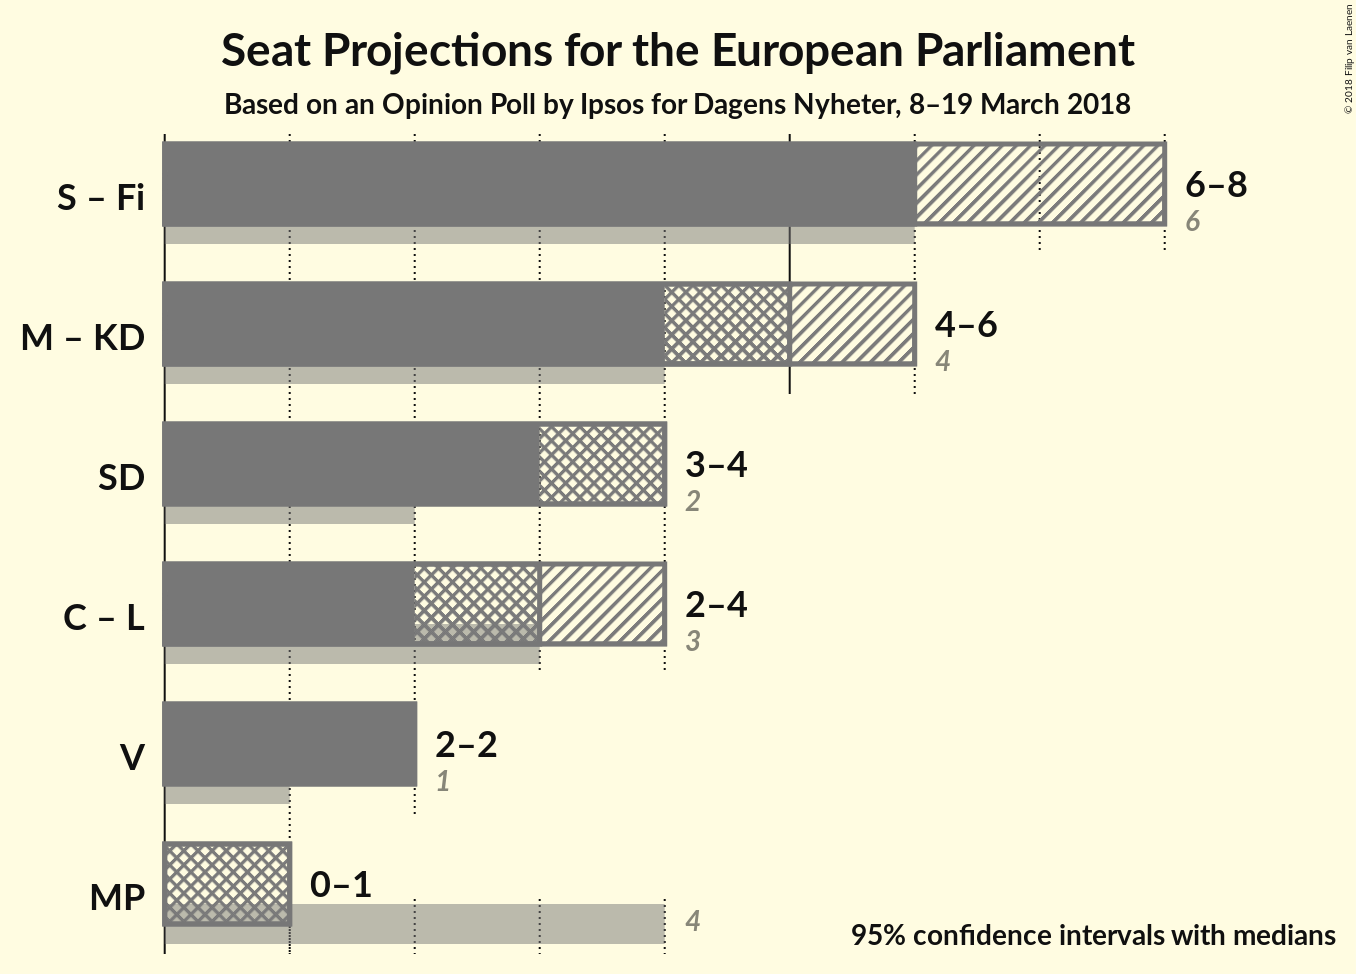 Seat Projections for the European Parliament
Based on an Opinion Poll by Ipsos for Dagens Nyheter, 8–19 March 2018
© 2018 Filip van Laenen
S – Fi
6–8
6
M – KD
4–6
4
SD
3–4
2
C – L
2–4
3
V
2–2
1
MP
0–1
4
95% confidence intervals with medians